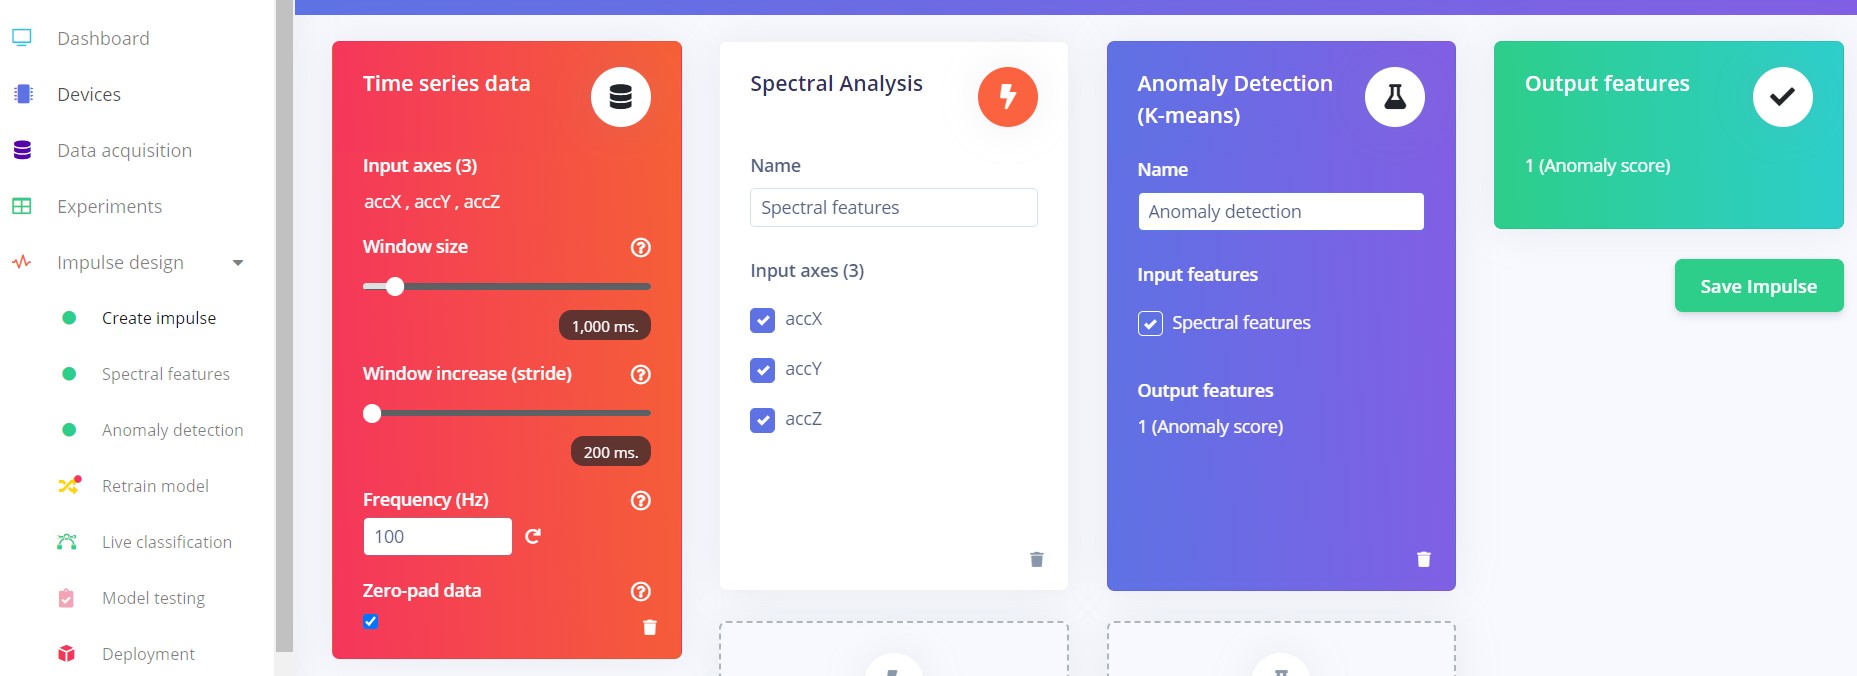 Dashboard
Devices
Data acquisition
Experiments
Impulse design
Create impulse
Spectral features
Anomaly detection
Retrain model
Live classification
Model testing
Deployment
Time series data
Input axes (3)
accX , accY , accZ
Window size
1,000 ms.
Window increase (stride)
200 ms.
Frequency (Hz)
100
Zero-pad data
Spectral Analysis
Name
Spectral features
Input axes (3)
accX
accY
accZ
Anomaly Detection
(K-means)
Name
Anomaly detection
Input features
Spectral features
Output features
1 (Anomaly score)
Output features
1 (Anomaly score)
Save Impulse